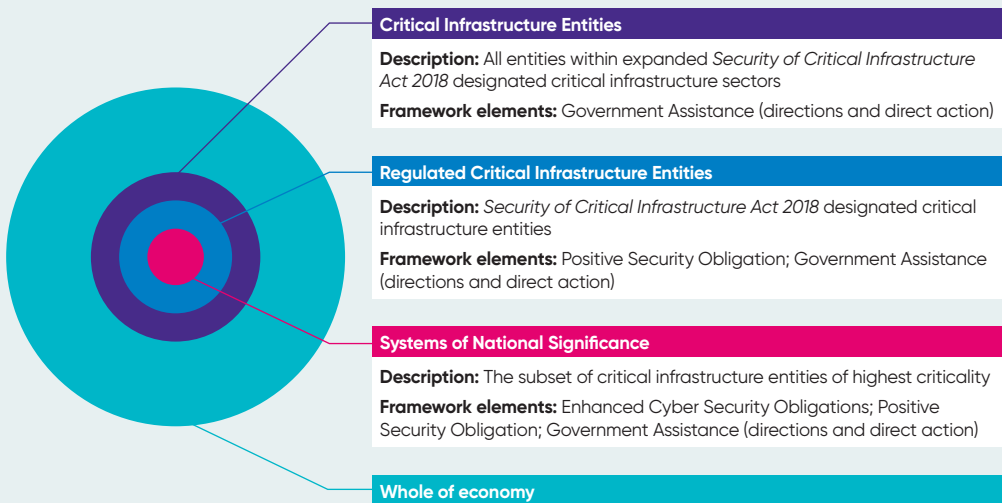 Critical Infrastructure Entities
Description: All entities within expanded Security of Critical Infrastructure
Act 2018 designated critical infrastructure sectors
Framework elements: Government Assistance (directions and direct action)
Regulated Critical Infrastructure Entities
Description: Security of Critical Infrastructure Act 2018 designated critical
infrastructure entities
Framework elements: Positive Security Obligation; Government Assistance
(directions and direct action)
Systems of National Significance
Description: The subset of critical infrastructure entities of highest criticality
Framework elements: Enhanced Cyber Security Obligations; Positive
Security Obligation; Government Assistance (directions and direct action)
Whole of economy